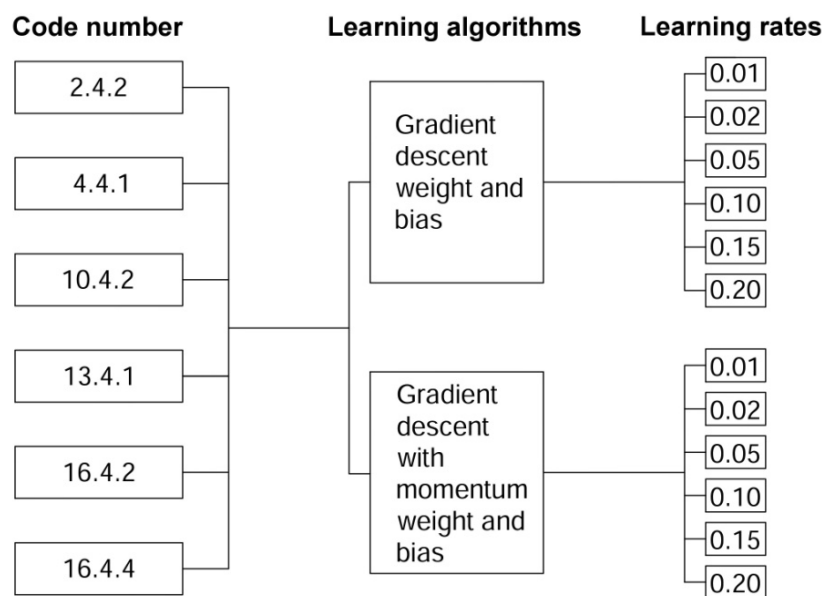 Code number
Learning algorithms
Learning rates
2.4.2
4.4.1
10.4.2
13.4.1
16.4.2
16.4.4
Gradient
descent
weight and
bias
Gradient
descent
with
momentum
weight and
bias
0.01
0.02
0.05
0.10
0.15
0.20
0.01
0.02
0.05
0.10
0.15
0.20